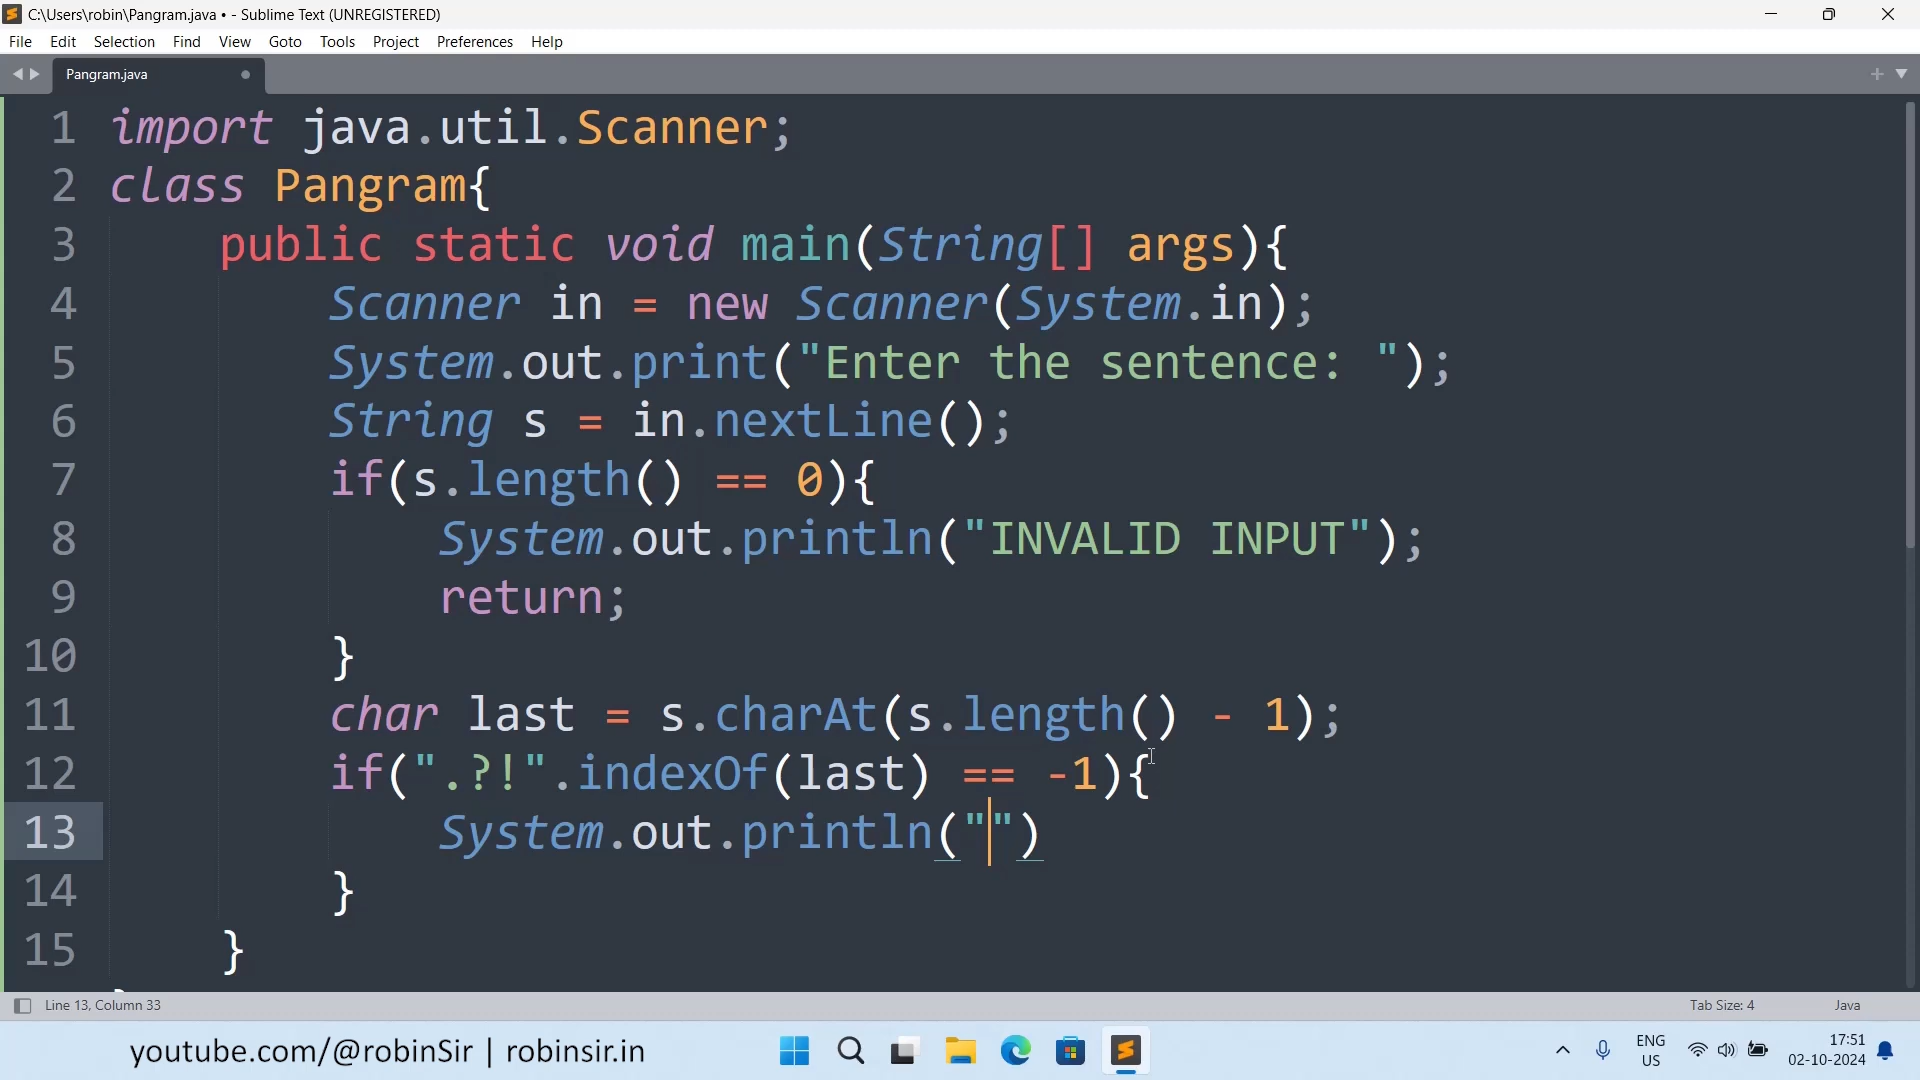 C:\Users\robin\Pangram.java • - Sublime Text (UNREGISTERED)
File Edit Selection Find View Goto Tools Project Preferences Help
Pangram.java
1 import java.util.Scanner;
2 class Pangram{
3 public static void main(String[] args){
4 Scanner in = new Scanner(System.in);
5 System.out.print("Enter the sentence: ");
6 String s = in.nextLine();
7 if(s.length() == 0){
8 System.out.println("INVALID INPUT");
9 return;
10 }
11 char last = s.charAt(s.length() - 1);
12 if(".?!".indexOf(last) == -1){
13 System.out.println("")
14 }
15 }
Line 13, Column 33 Tab Size: 4 Java
youtube.com/@robinSir | robinsir.in
ENG
US
17:51
02-10-2024